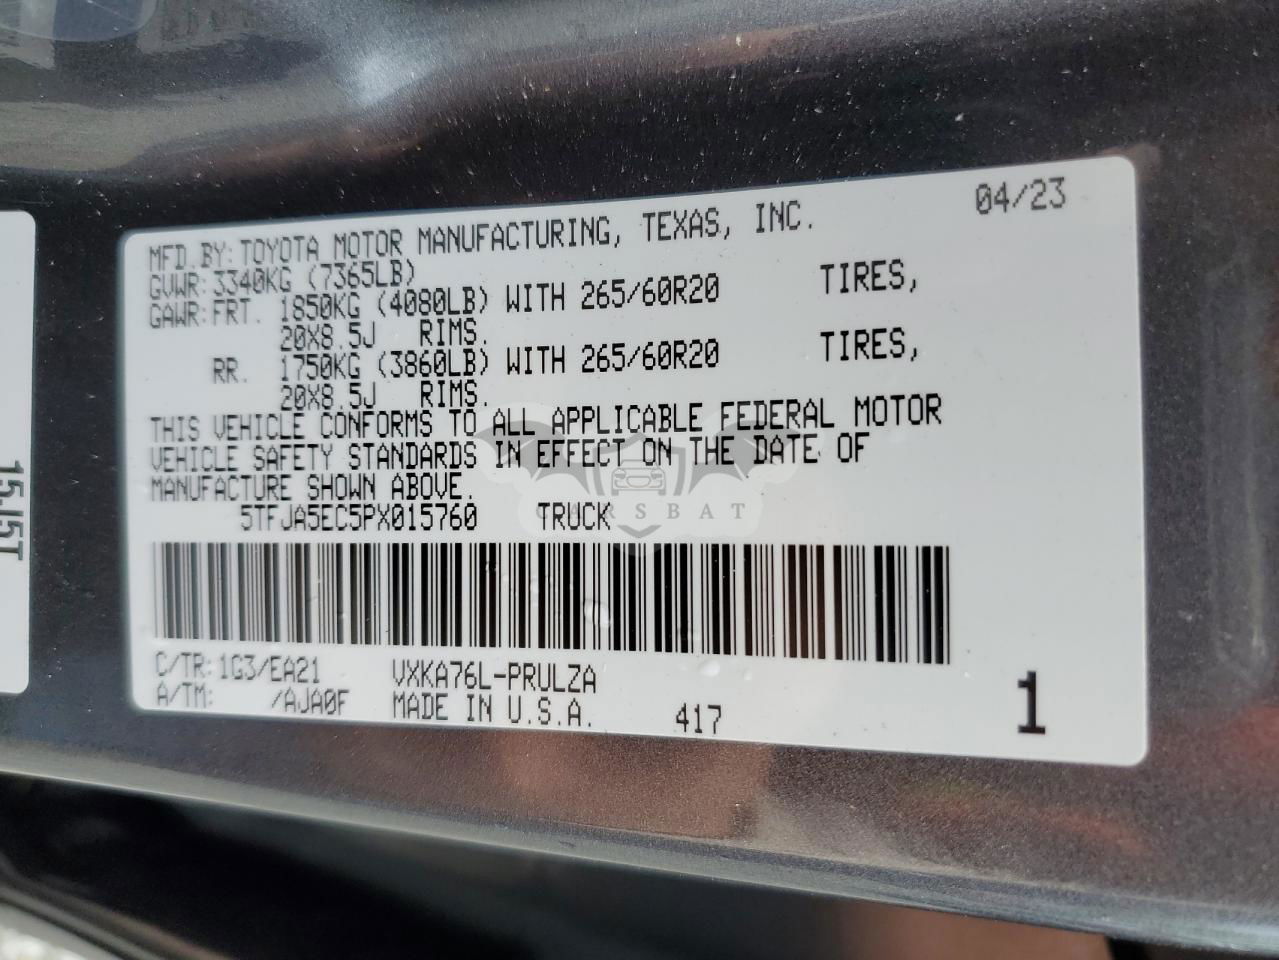 04/23
MFD.BY:TOYOTA MOTOR MANUFACTURING, TEXAS, INC.
GVWR:3340KG (7365LB)
GAWR:FRT. 1850KG (4080LB) WITH 265/60R20 TIRES,
20X8.5J RIMS.
RR. 1750KG (3860LB) WITH 265/60R20 TIRES,
20X8.5J RIMS.
THIS VEHICLE CONFORMS TO ALL APPLICABLE FEDERAL MOTOR
VEHICLE SAFETY STANDARDS IN EFFECT ON THE DATE OF
MANUFACTURE SHOWN ABOVE.
5TFJA5EC5PX015760 TRUCK
CARSBAT
C/TR:1G3/EA21 VXKA76L-PRULZA
A/TM: /AJA0F MADE IN U.S.A. 417
1
15J5T